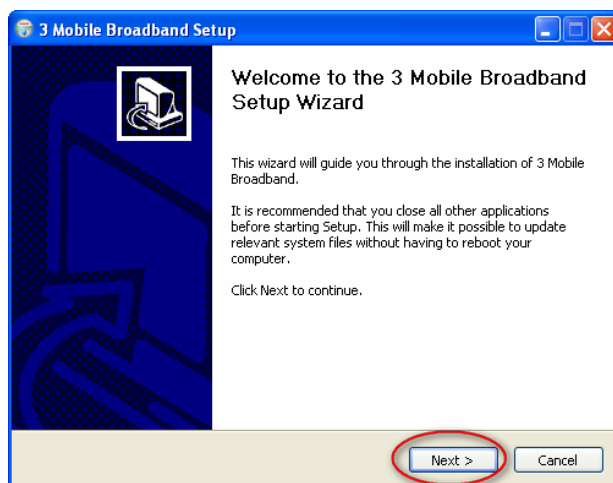 3 Mobile Broadband Setup
Welcome to the 3 Mobile Broadband
Setup Wizard
This wizard will guide you through the installation of 3 Mobile
Broadband.
It is recommended that you close all other applications
before starting Setup. This will make it possible to update
relevant system files without having to reboot your
computer.
Click Next to continue.
Next >
Cancel